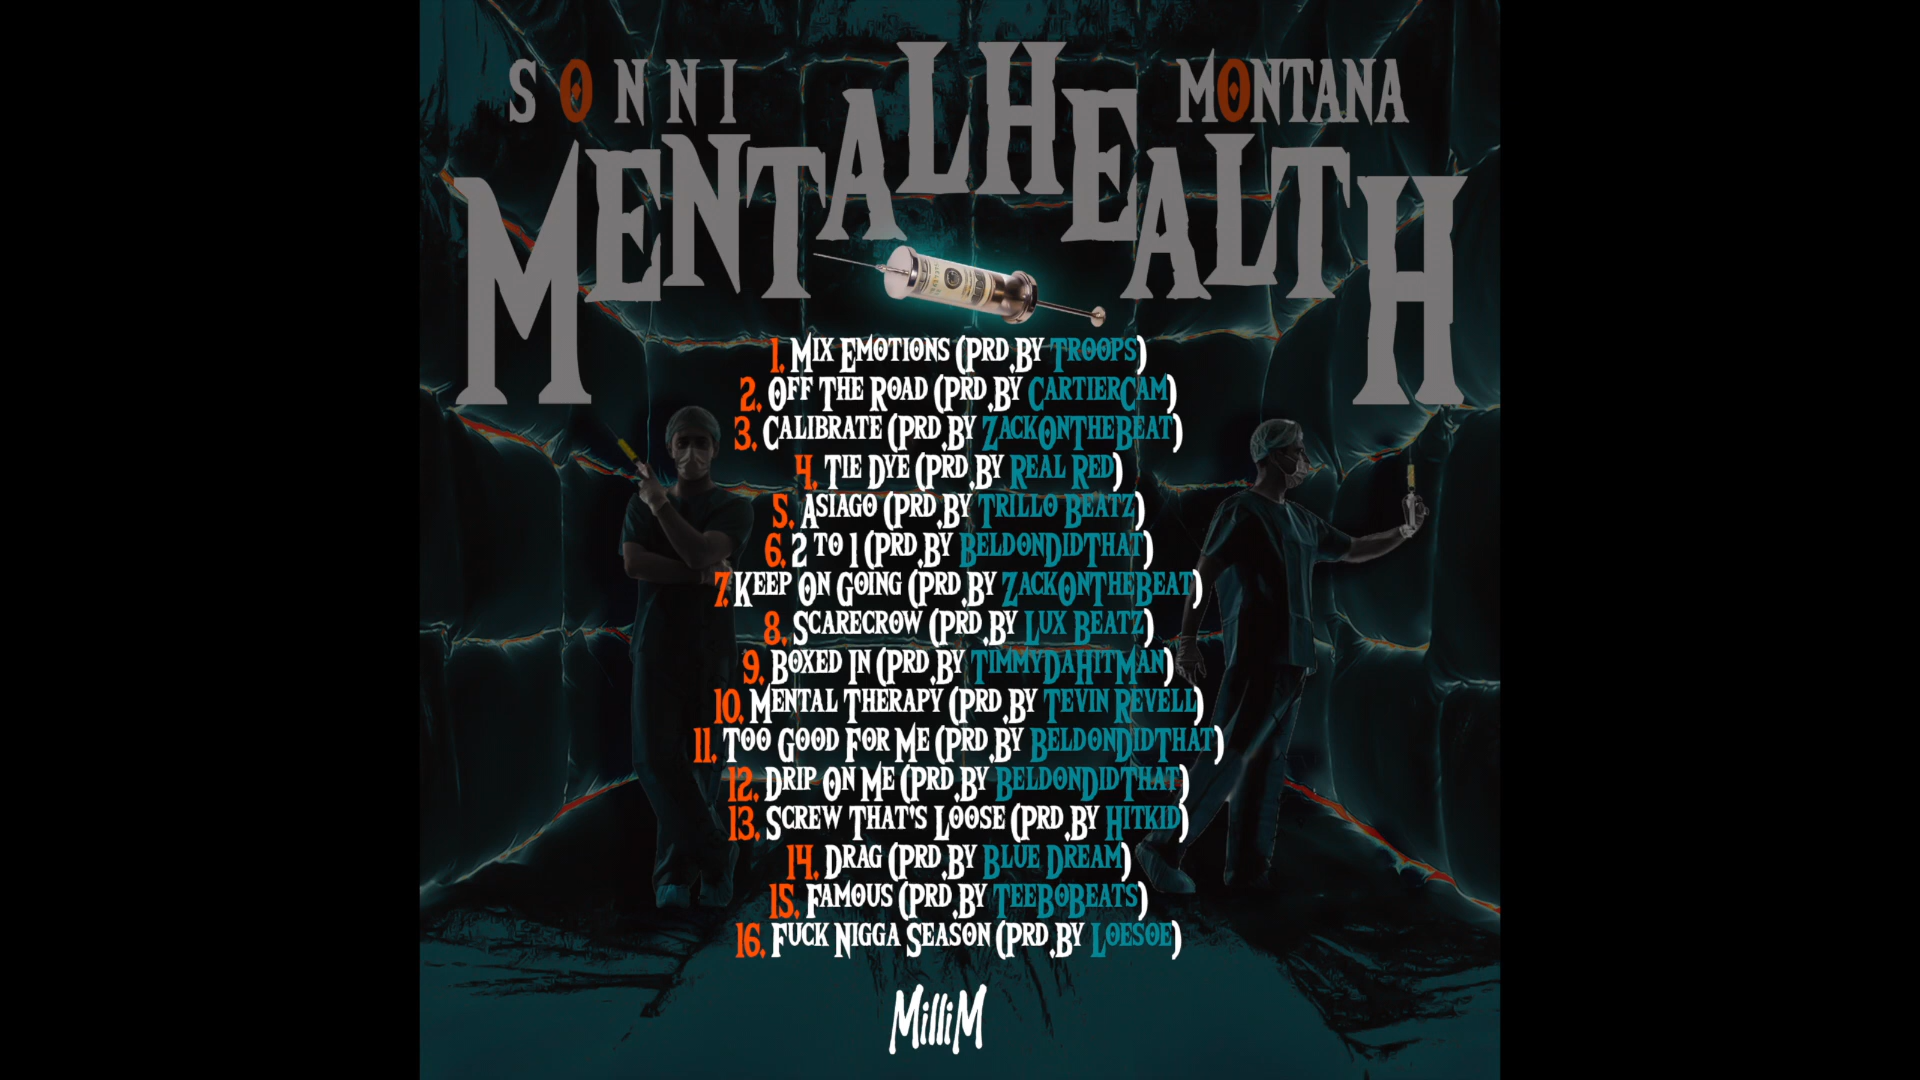 SONNI MONTANA
MENTALHEALTH
1. Mix Emotions (Prd.By Troops)
2. Off The Road (Prd.By CartierCam)
3. Calibrate (Prd.By ZackOnTheBeat)
4. Tie Dye (Prd.By Real Red)
5. Asiago (Prd.By Trillo Beatz)
6. 2 to 1 (Prd.By BeldonDidThat)
7. Keep On Going (Prd.By ZackOnTheBeat)
8. Scarecrow (Prd.By Lux Beatz)
9. Boxed In (Prd.By TimmyDaHitMan)
10. Mental Therapy (Prd.By Tevin Revell)
11. Too Good For Me (Prd.By BeldonDidThat)
12. Drip On Me (Prd.By BeldonDidThat)
13. Screw That's Loose (Prd.By Hitkid)
14. Drag (Prd.By Blue Dream)
15. Famous (Prd.By TeeBoBeats)
16. Fuck Nigga Season (Prd.By Loesoe)
MilliM